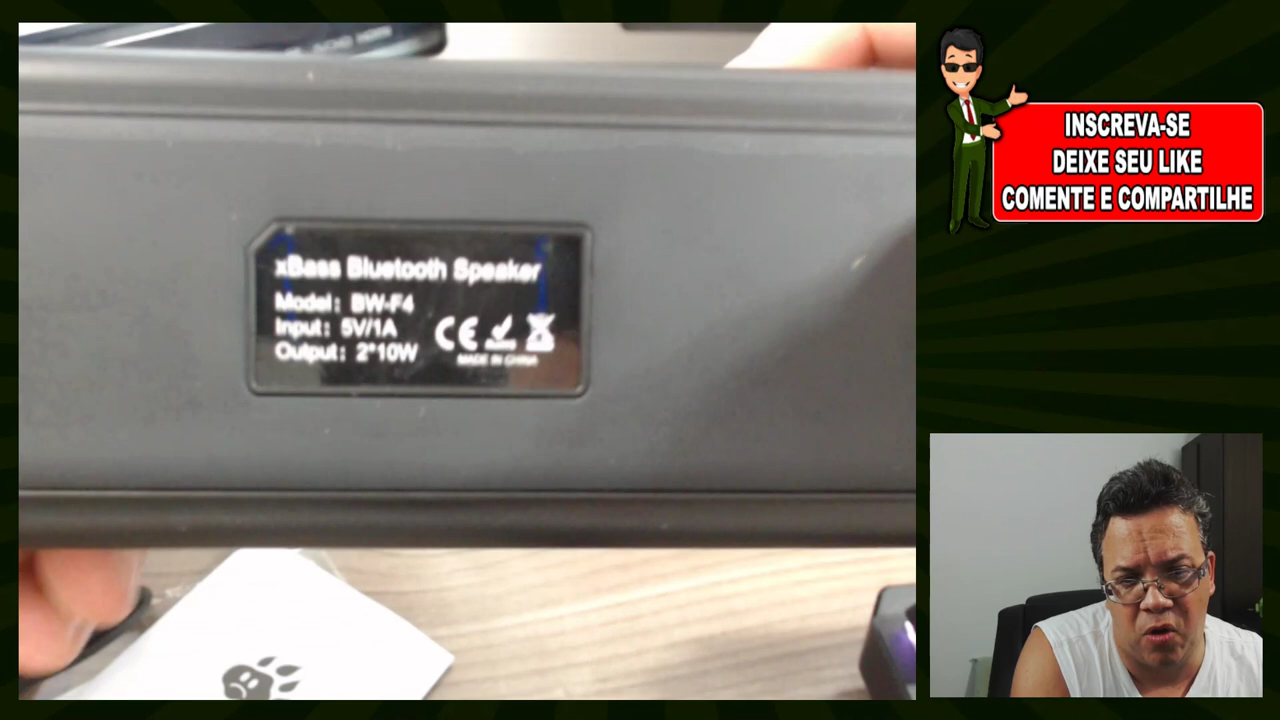 xBass Bluetooth Speaker
Model: BW-F4
Input: 5V/1A
Output: 2*10W
CE
MADE IN CHINA
INSCREVA-SE
DEIXE SEU LIKE
COMENTE E COMPARTILHE